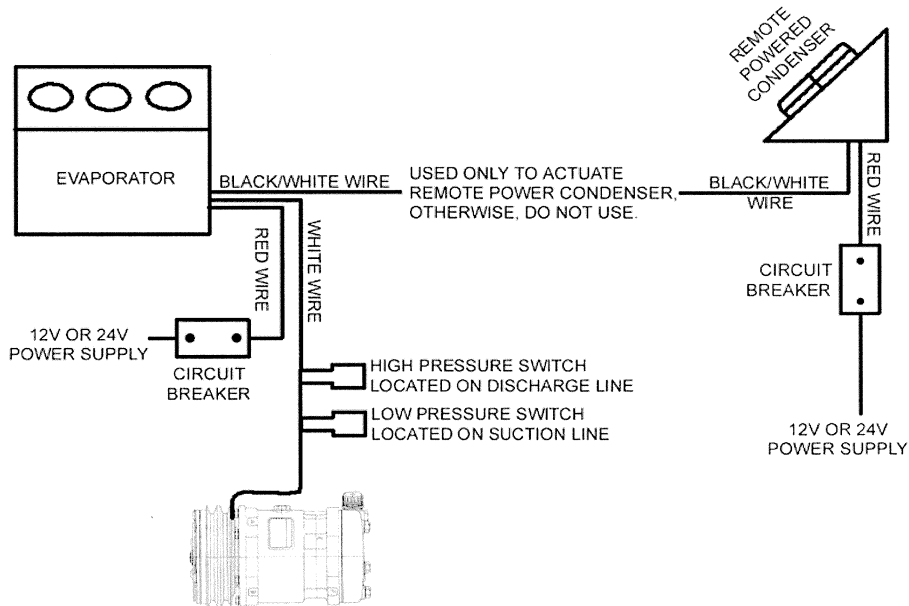 REMOTE
POWERED
CONDENSER
EVAPORATOR
BLACK/WHITE WIRE
USED ONLY TO ACTUATE
REMOTE POWER CONDENSER,
OTHERWISE, DO NOT USE.
BLACK/WHITE
WIRE
RED WIRE
RED WIRE
WHITE WIRE
CIRCUIT
BREAKER
12V OR 24V
POWER SUPPLY
CIRCUIT
BREAKER
HIGH PRESSURE SWITCH
LOCATED ON DISCHARGE LINE
LOW PRESSURE SWITCH
LOCATED ON SUCTION LINE
12V OR 24V
POWER SUPPLY